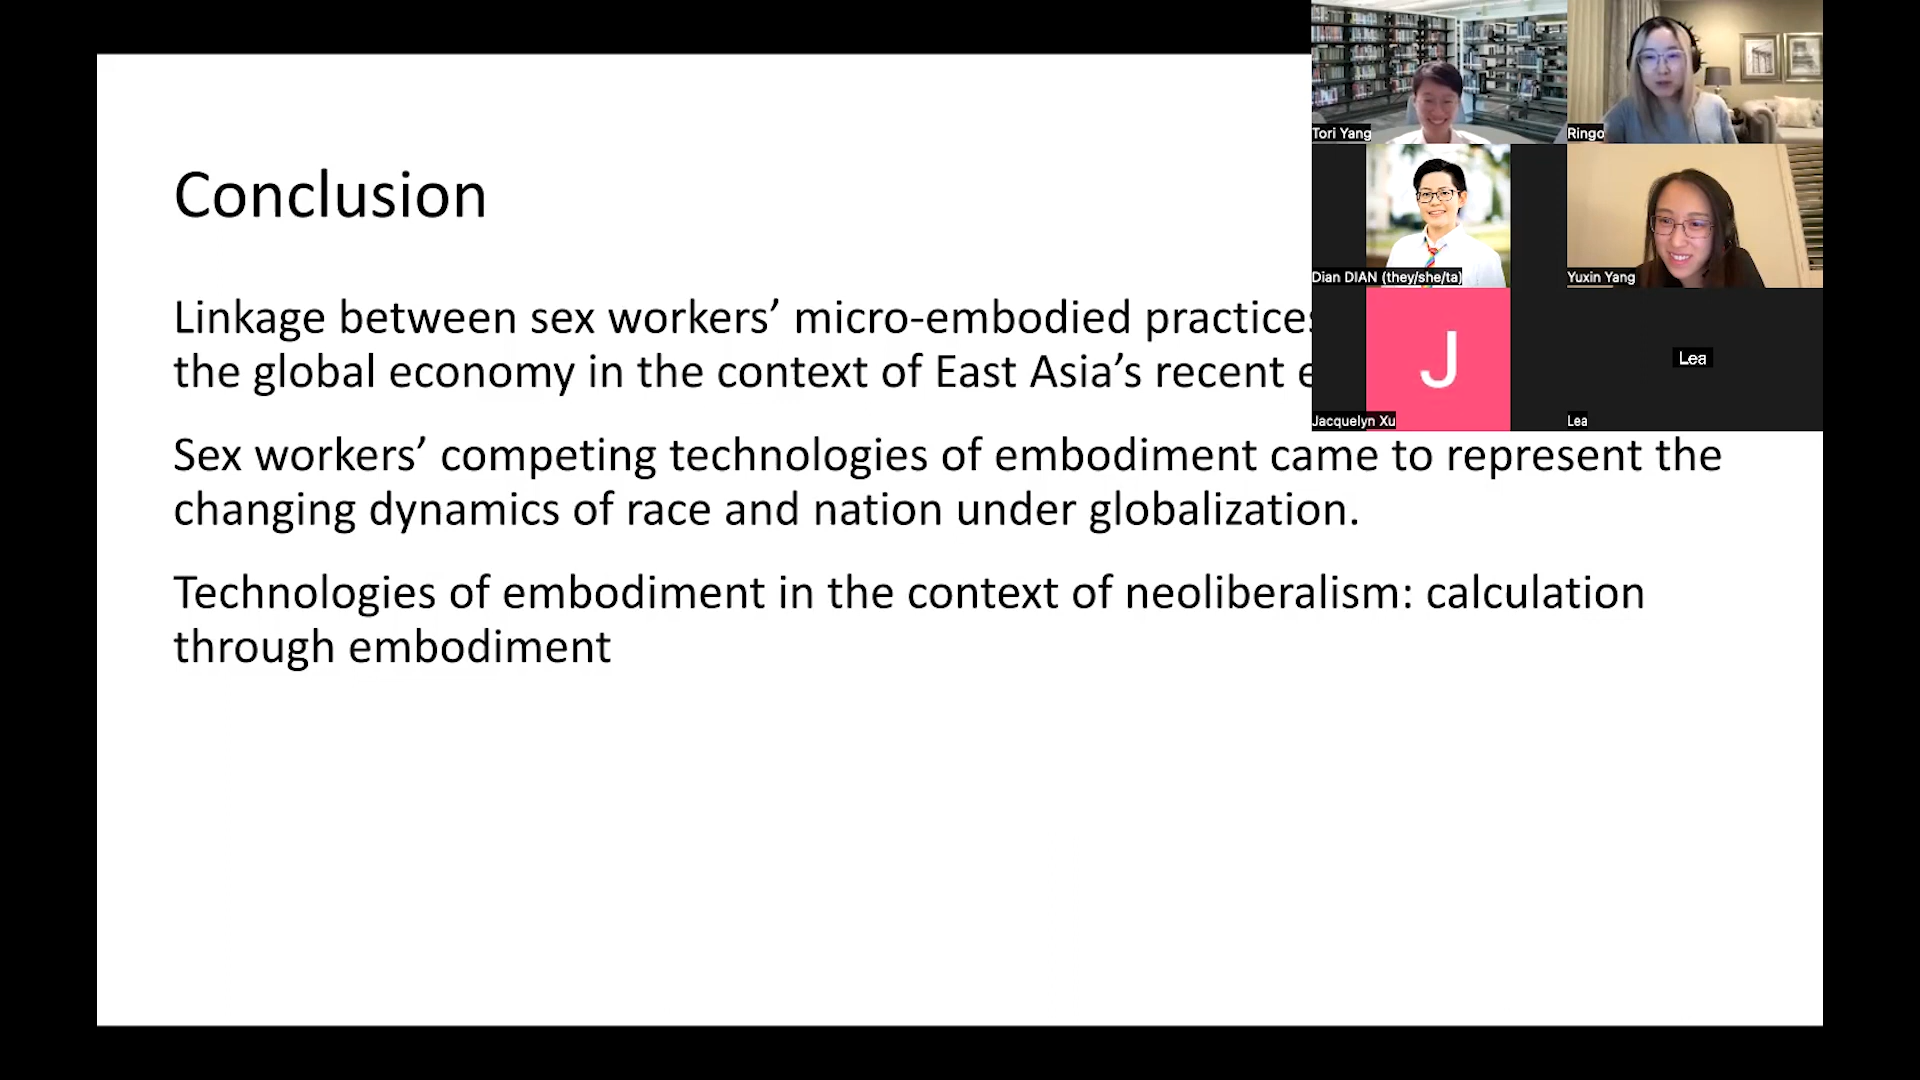 Conclusion
Linkage between sex workers’ micro-embodied practices
the global economy in the context of East Asia’s recent
Sex workers’ competing technologies of embodiment came to represent the
changing dynamics of race and nation under globalization.
Technologies of embodiment in the context of neoliberalism: calculation
through embodiment
Tori Yang
Ringo
Dian DIAN (they/she/ta)
Yuxin Yang
J
Jacquelyn Xu
Lea
Lea